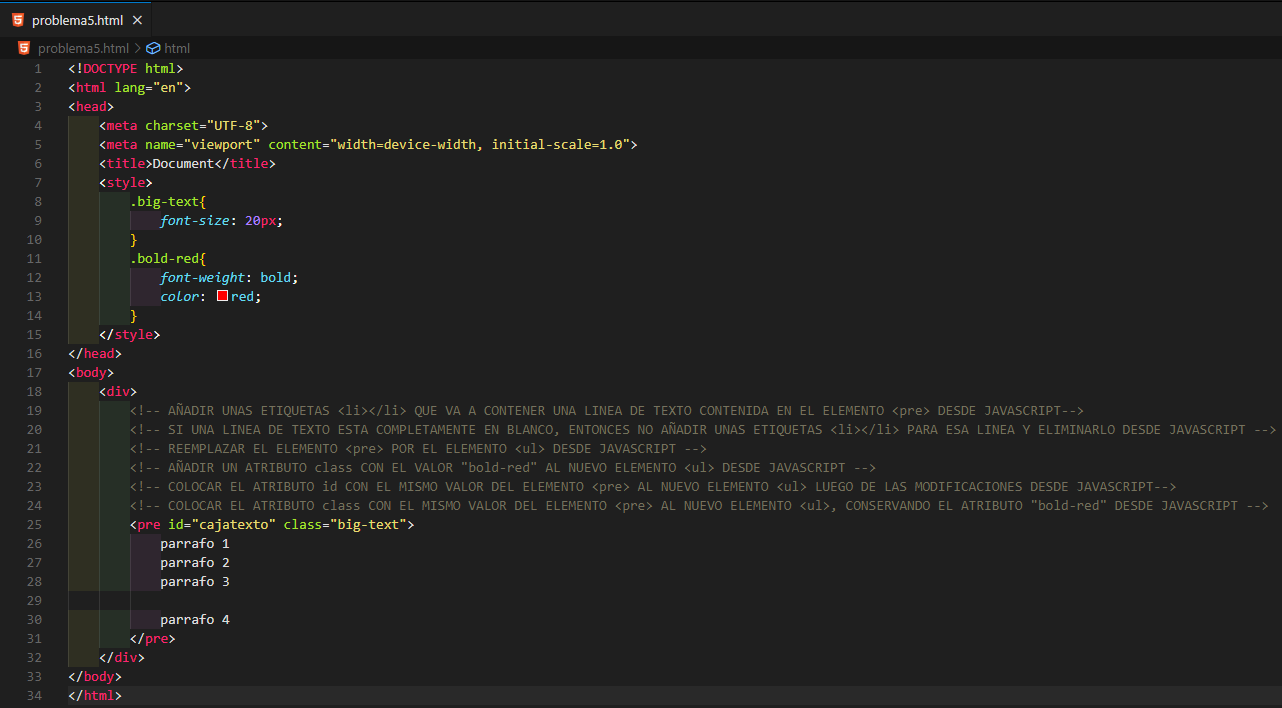 problema5.html
problema5.html > html
1 <!DOCTYPE html>
2 <html lang="en">
3 <head>
4     <meta charset="UTF-8">
5     <meta name="viewport" content="width=device-width, initial-scale=1.0">
6     <title>Document</title>
7     <style>
8         .big-text{
9             font-size: 20px;
10         }
11         .bold-red{
12             font-weight: bold;
13             color: red;
14         }
15     </style>
16 </head>
17 <body>
18     <div>
19         <!-- AÑADIR UNAS ETIQUETAS <li></li> QUE VA A CONTENER UNA LINEA DE TEXTO CONTENIDA EN EL ELEMENTO <pre> DESDE JAVASCRIPT-->
20         <!-- SI UNA LINEA DE TEXTO ESTA COMPLETAMENTE EN BLANCO, ENTONCES NO AÑADIR UNAS ETIQUETAS <li></li> PARA ESA LINEA Y ELIMINARLO DESDE JAVASCRIPT -->
21         <!-- REEMPLAZAR EL ELEMENTO <pre> POR EL ELEMENTO <ul> DESDE JAVASCRIPT -->
22         <!-- AÑADIR UN ATRIBUTO class CON EL VALOR "bold-red" AL NUEVO ELEMENTO <ul> DESDE JAVASCRIPT -->
23         <!-- COLOCAR EL ATRIBUTO id CON EL MISMO VALOR DEL ELEMENTO <pre> AL NUEVO ELEMENTO <ul> LUEGO DE LAS MODIFICACIONES DESDE JAVASCRIPT-->
24         <!-- COLOCAR EL ATRIBUTO class CON EL MISMO VALOR DEL ELEMENTO <pre> AL NUEVO ELEMENTO <ul>, CONSERVANDO EL ATRIBUTO "bold-red" DESDE JAVASCRIPT -->
25         <pre id="cajatexto" class="big-text">
26             parrafo 1
27             parrafo 2
28             parrafo 3
29
30             parrafo 4
31         </pre>
32     </div>
33 </body>
34 </html>